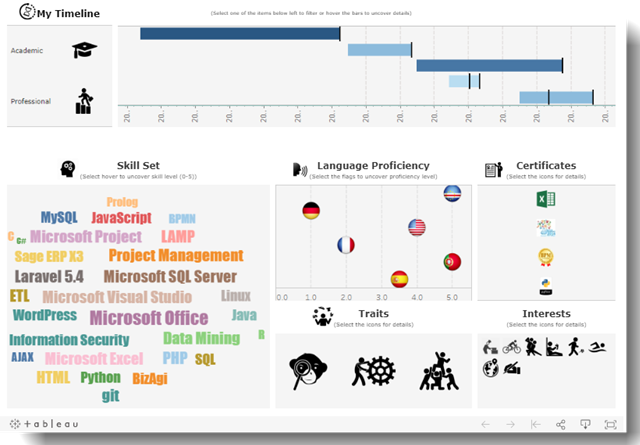 My Timeline
(Select one of the items below left to filter or hover the bars to uncover details)
Academic
Professional
20.. 20.. 20.. 20.. 20.. 20.. 20.. 20.. 20.. 20.. 20.. 20.. 20.. 20..
Skill Set
(Select hover to uncover skill level (0-5))
Language Proficiency
(Select the flags to uncover proficiency level)
Certificates
(Select the icons for details)
Prolog
MySQL JavaScript BPMN
C C# Microsoft Project LAMP
Sage ERP X3 Project Management
Laravel 5.4 Microsoft SQL Server
ETL Microsoft Visual Studio Linux
WordPress Microsoft Office Java
Information Security Data Mining R
AJAX Microsoft Excel PHP SQL
HTML Python BizAgi
git
0.0 1.0 2.0 3.0 4.0 5.0
Traits
(Select the icons for details)
Interests
(Select the icons for details)
+ableau